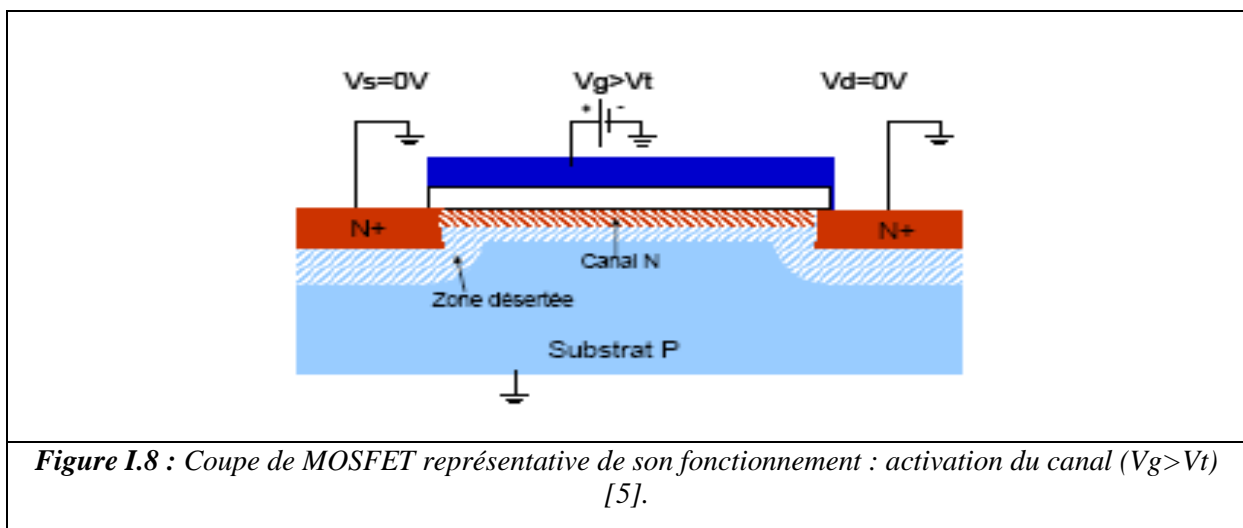 Vs=0V Vg>Vt Vd=0V
+ -
N+ N+
Canal N
Zone désertée
Substrat P
Figure I.8 : Coupe de MOSFET représentative de son fonctionnement : activation du canal (Vg>Vt)
[5].